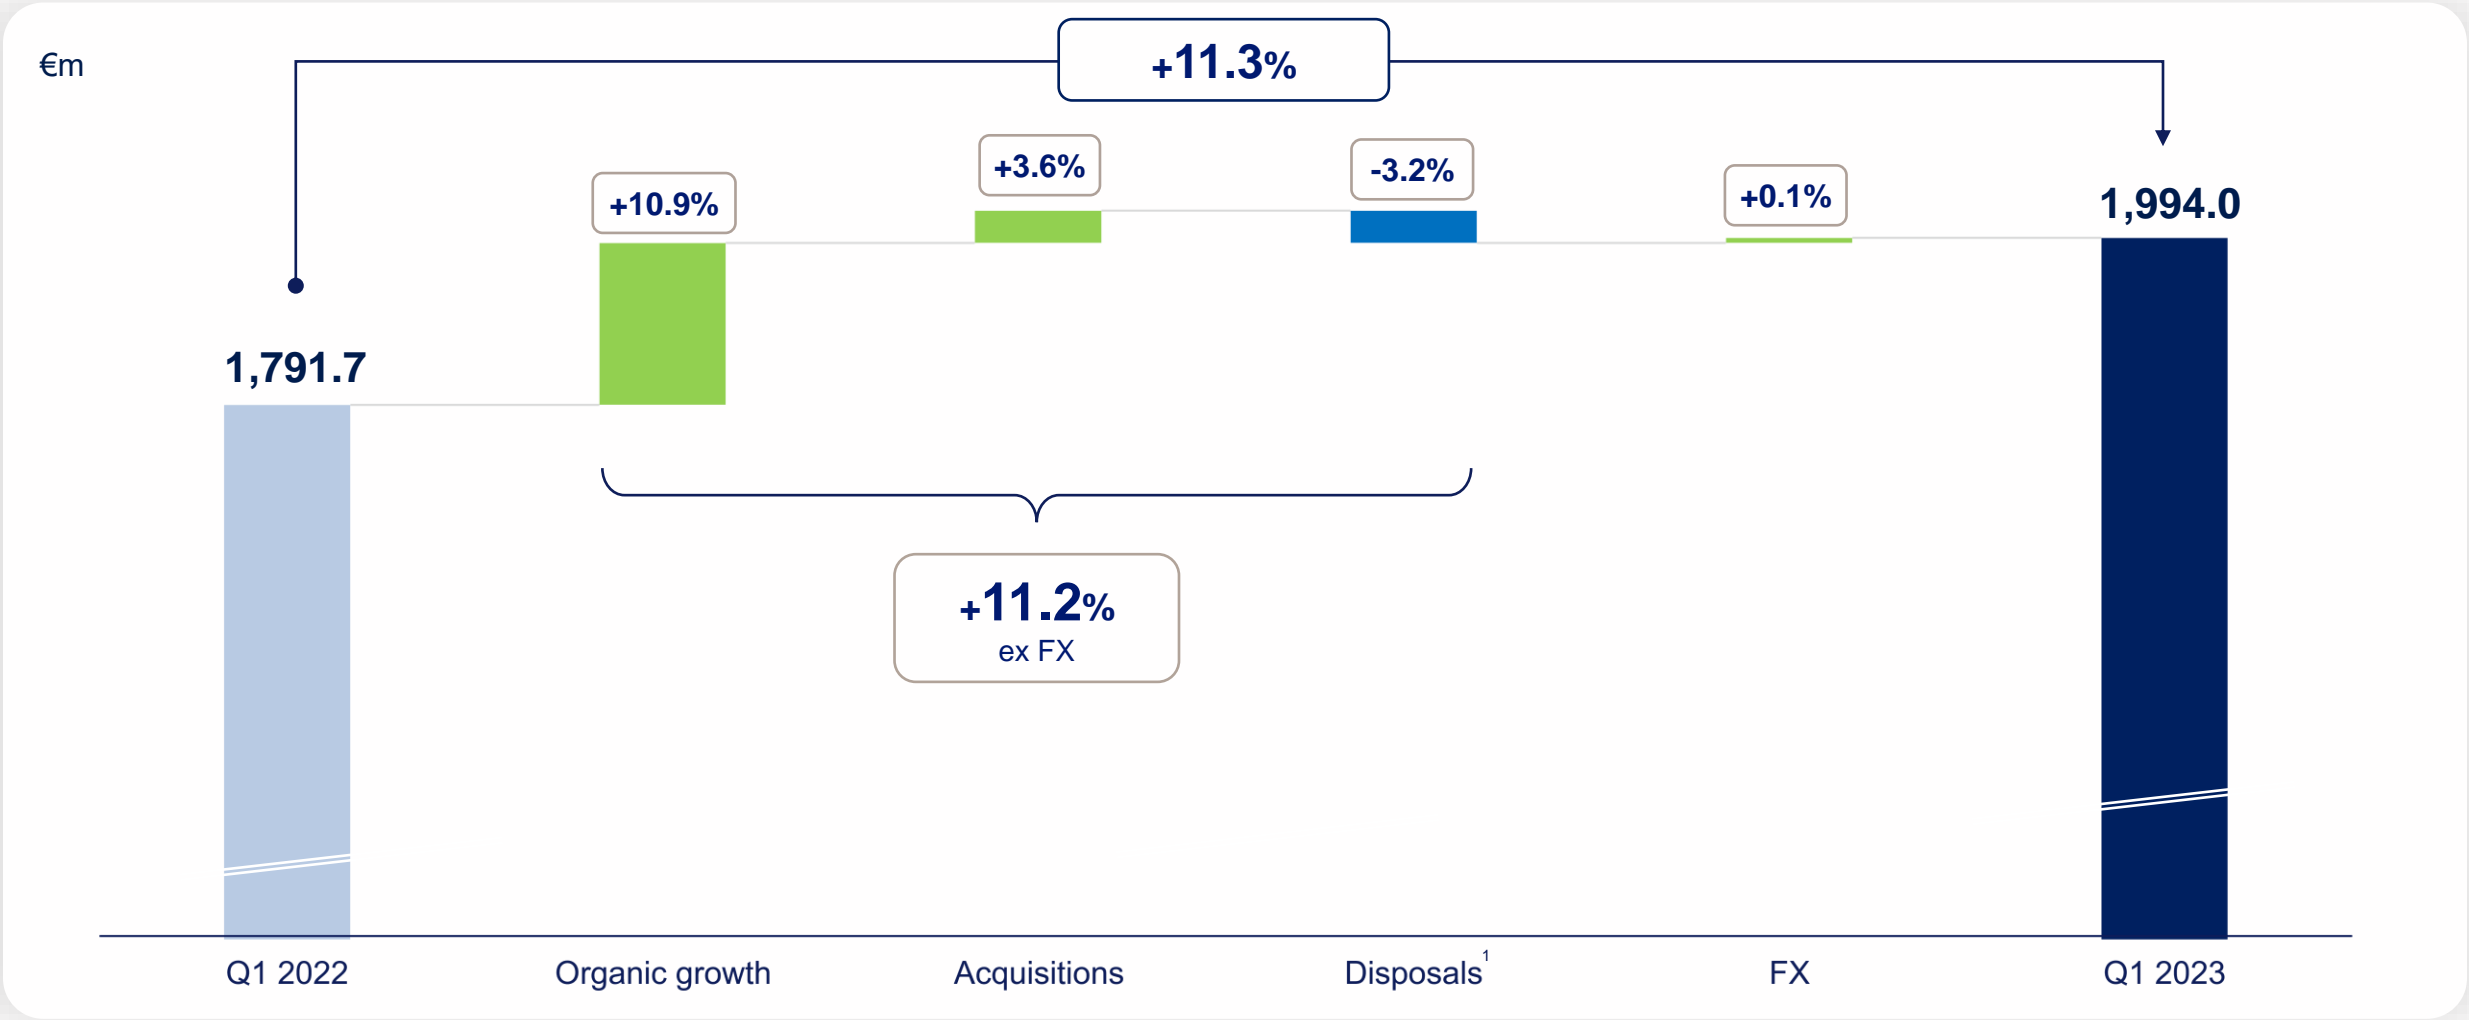 €m
+11.3%
+10.9%
+3.6%
-3.2%
+0.1%
1,994.0
1,791.7
+11.2%
ex FX
Q1 2022
Organic growth
Acquisitions
Disposals¹
FX
Q1 2023